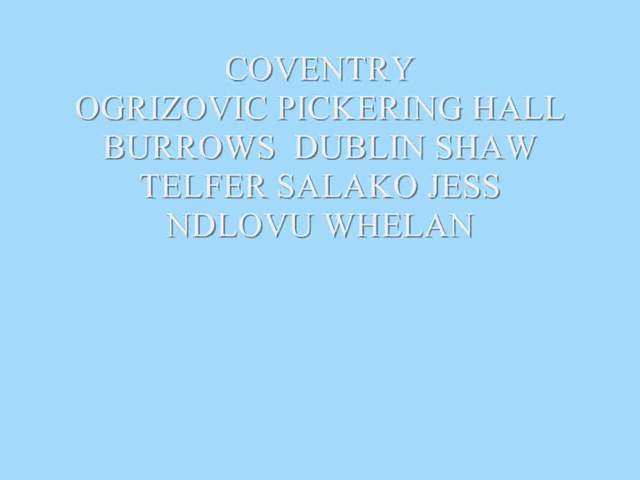 COVENTRY
OGRIZOVIC PICKERING HALL
BURROWS  DUBLIN SHAW
TELFER SALAKO JESS
NDLOVU WHELAN